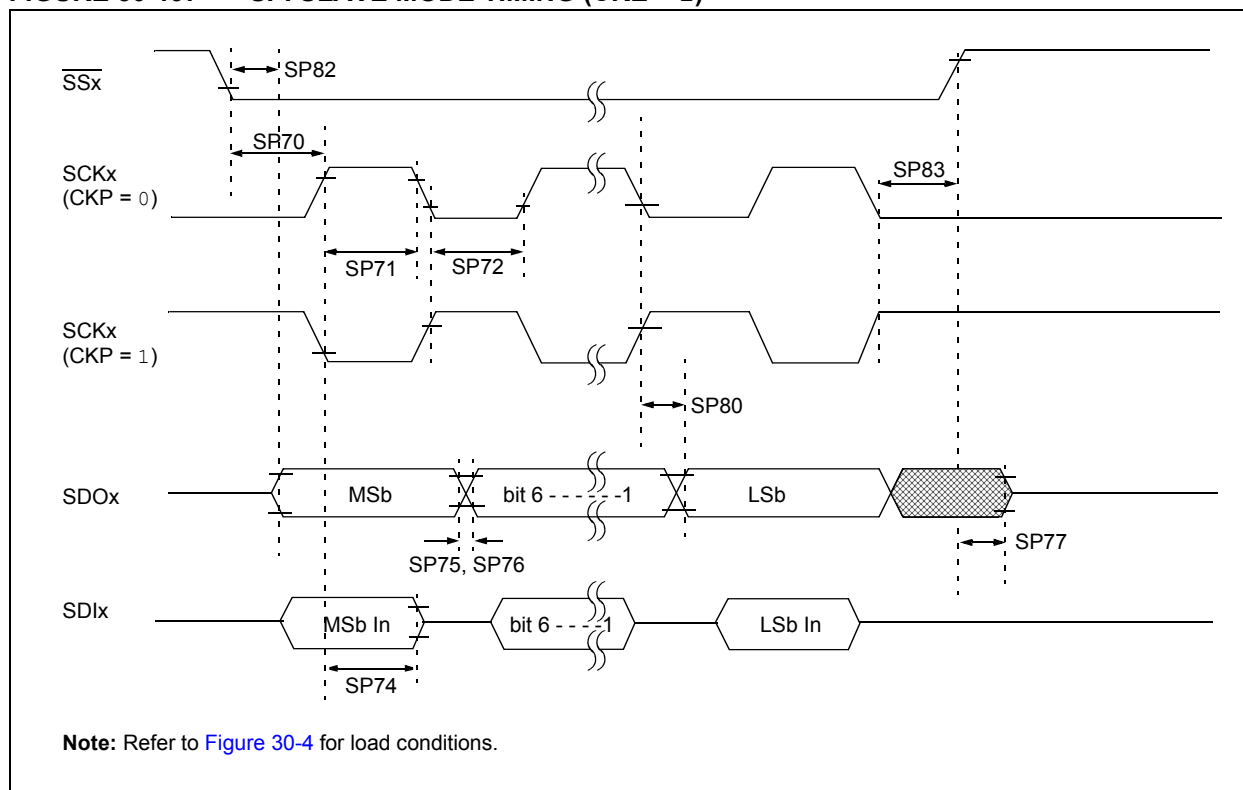 SP82
SSx
SP70
SCKx
(CKP = 0)
SP83
SP71
SP72
SCKx
(CKP = 1)
SP80
SDOx
MSb
bit 6 - - - - - -1
LSb
SP77
SP75, SP76
SDIx
MSb In
bit 6 - - - -1
LSb In
SP74
Note: Refer to Figure 30-4 for load conditions.